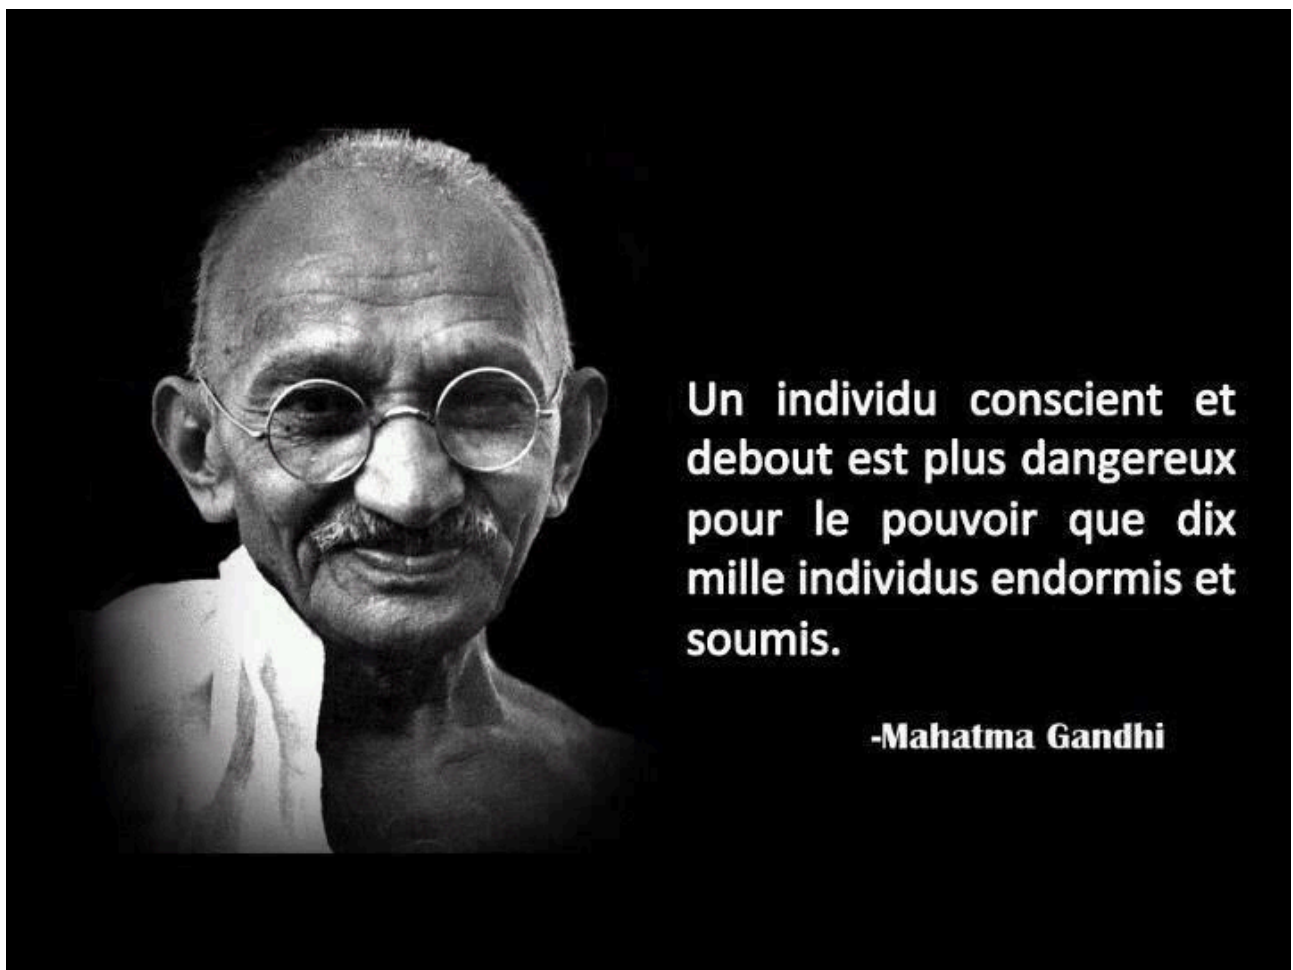 Un individu conscient et
debout est plus dangereux
pour le pouvoir que dix
mille individus endormis et
soumis.
-Mahatma Gandhi